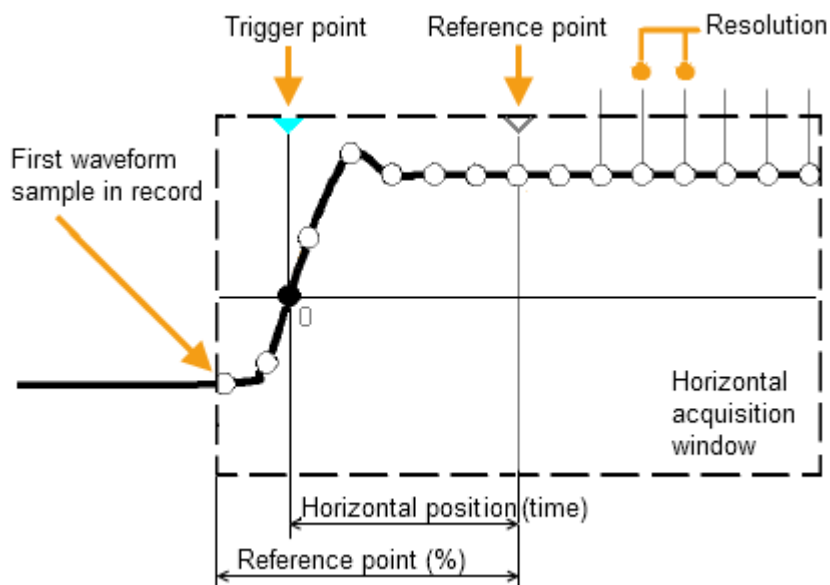 Trigger point
Reference point
Resolution
First waveform
sample in record
0
Horizontal
acquisition
window
Horizontal position (time)
Reference point (%)